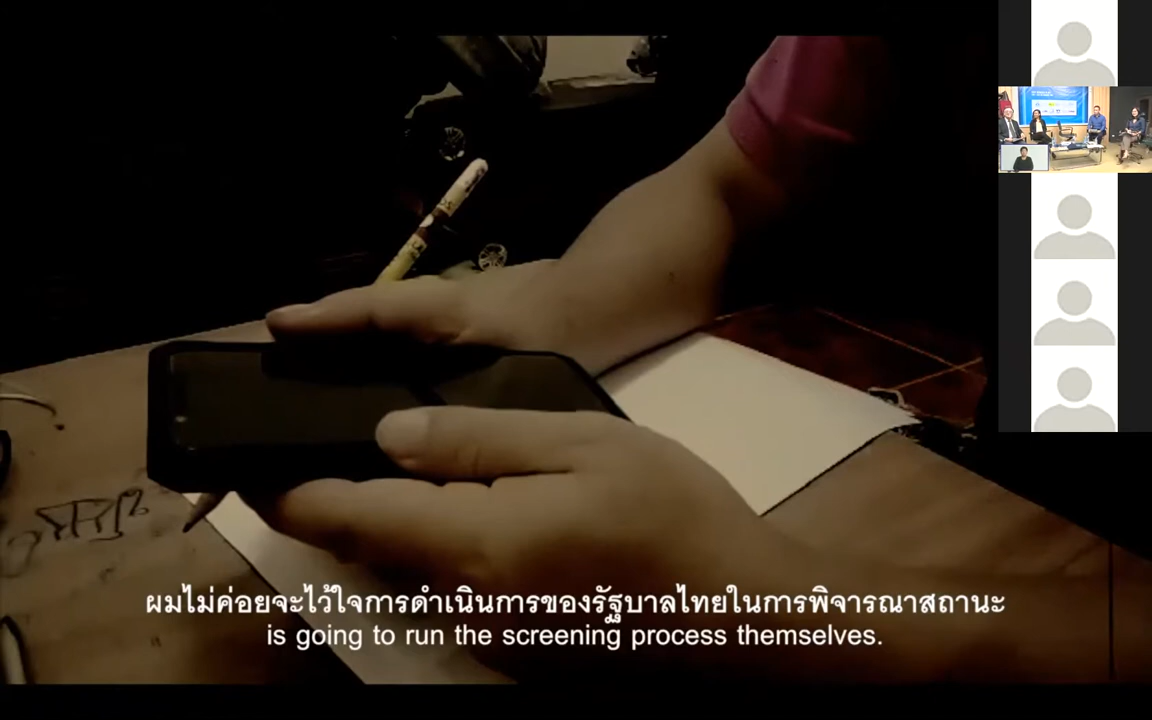 ผมไม่ค่อยจะไว้ใจการดำเนินการของรัฐบาลไทยในการพิจารณาสถานะ
is going to run the screening process themselves.